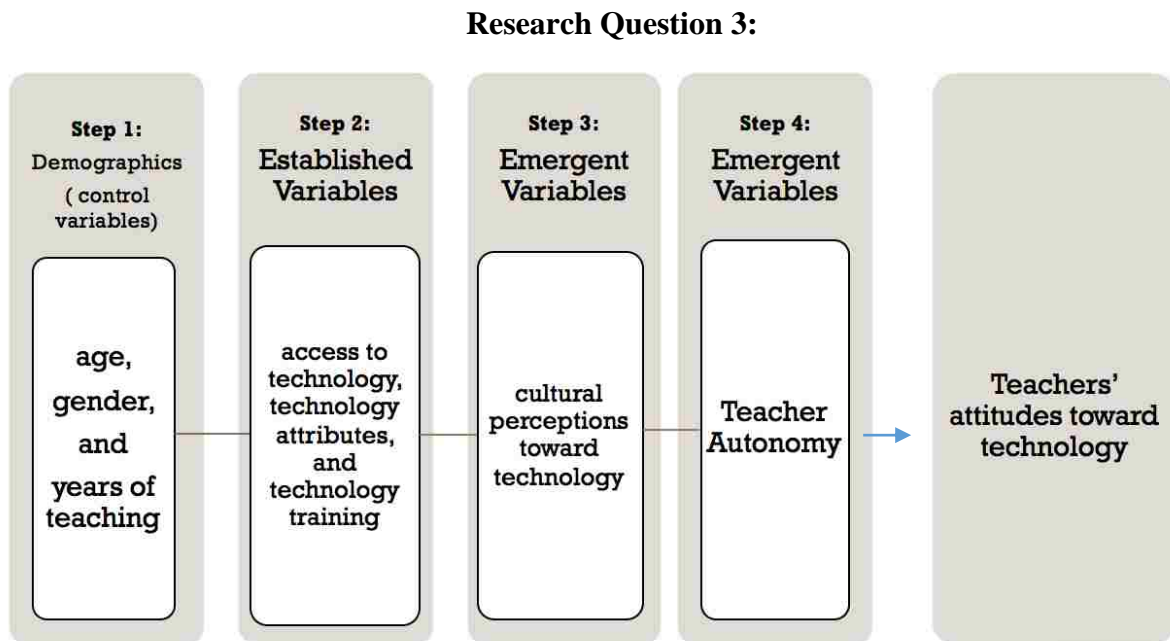 Research Question 3:
Step 1:
Demographics
( control
variables)
age,
gender,
and
years of
teaching
Step 2:
Established
Variables
access to
technology,
technology
attributes,
and
technology
training
Step 3:
Emergent
Variables
cultural
perceptions
toward
technology
Step 4:
Emergent
Variables
Teacher
Autonomy
Teachers’
attitudes toward
technology